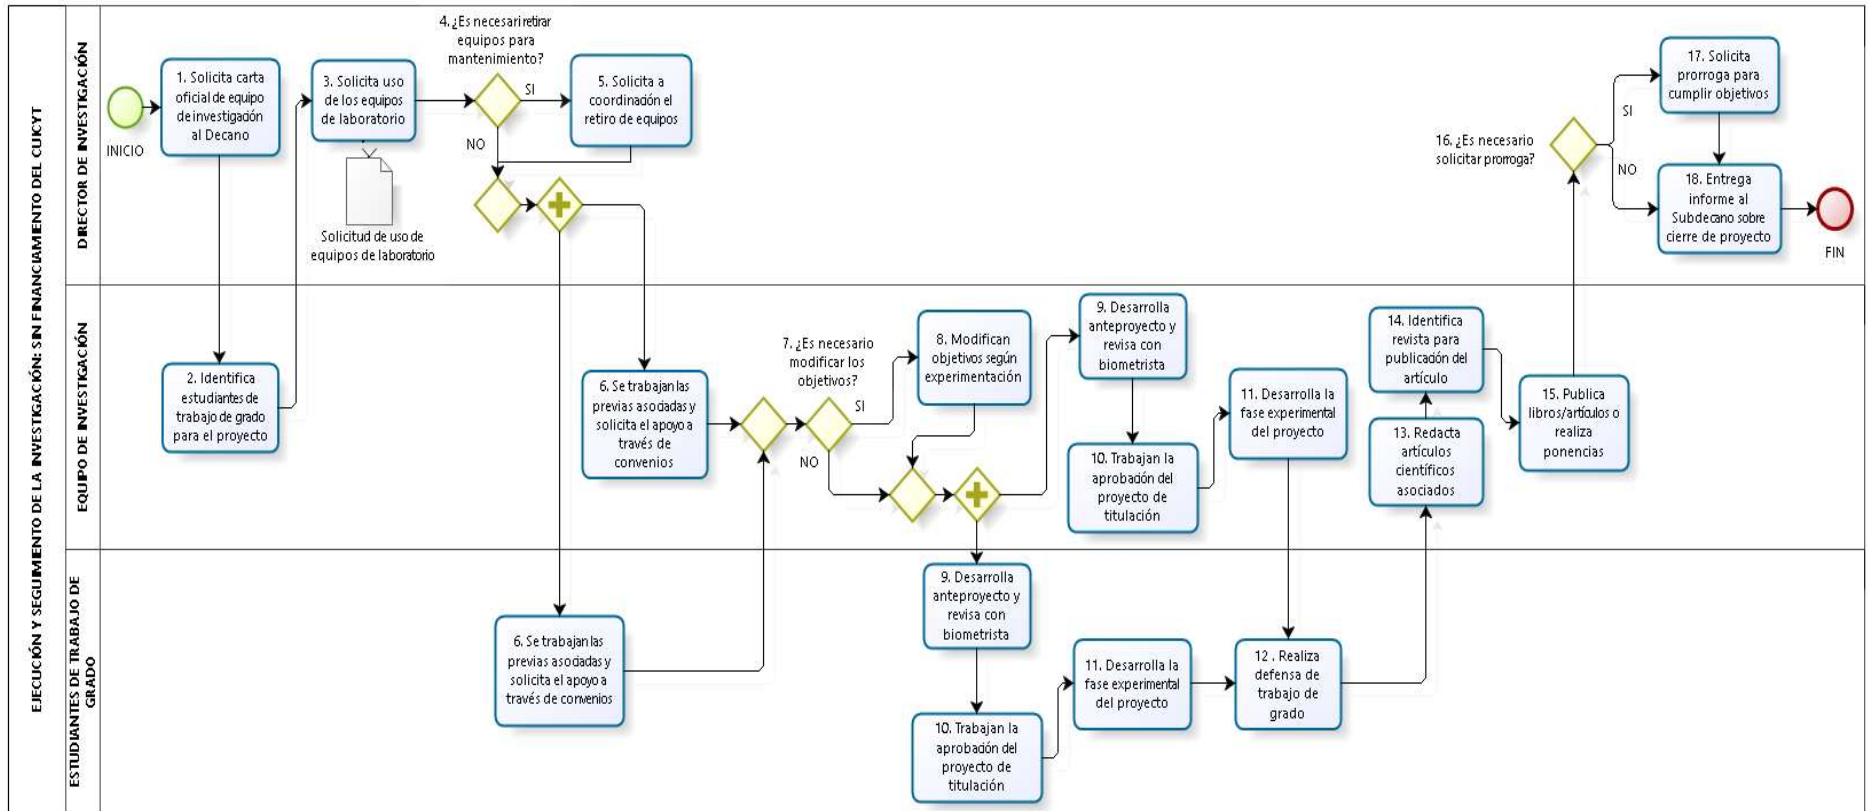 EJECUCIÓN Y SEGUIMIENTO DE LA INVESTIGACIÓN: SIN FINANCIAMIENTO DEL CUICYT
DIRECTOR DE INVESTIGACIÓN
INICIO
1. Solicita carta
oficial de equipo
de investigación
al Decano
3. Solicita uso
de los equipos
de laboratorio
Solicitud de uso de
equipos de laboratorio
4. ¿Es necesari retirar
equipos para
mantenimiento?
SI
NO
5. Solicita a
coordinación el
retiro de equipos
16. ¿Es necesario
solicitar prorroga?
SI
NO
17. Solicita
prorroga para
cumplir objetivos
18. Entrega
informe al
Subdecano sobre
cierre de proyecto
FIN
EQUIPO DE INVESTIGACIÓN
2. Identifica
estudiantes de
trabajo de grado
para el proyecto
6. Se trabajan las
previas asociadas y
solicita el apoyo a
través de
convenios
7. ¿Es necesario
modificar los
objetivos?
SI
NO
8. Modifican
objetivos según
experimentación
9. Desarrolla
anteproyecto y
revisa con
biometrista
10. Trabajan la
aprobación del
proyecto de
titulación
11. Desarrolla la
fase experimental
del proyecto
14. Identifica
revista para
publicación del
artículo
13. Redacta
artículos
científicos
asociados
15. Publica
libros/artículos o
realiza
ponencias
ESTUDIANTES DE TRABAJO DE
GRADO
6. Se trabajan las
previas asociadas y
solicita el apoyo a
través de convenios
9. Desarrolla
anteproyecto y
revisa con
biometrista
10. Trabajan la
aprobación del
proyecto de
titulación
11. Desarrolla la
fase experimental
del proyecto
12 . Realiza
defensa de
trabajo de
grado